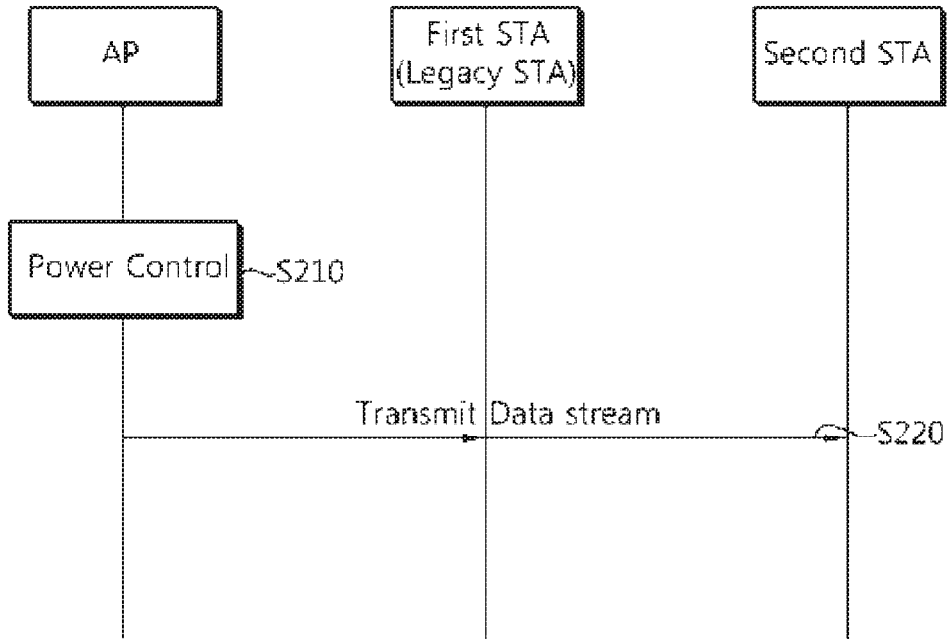 AP
First STA
(Legacy STA)
Second STA
Power Control
S210
Transmit Data stream
S220